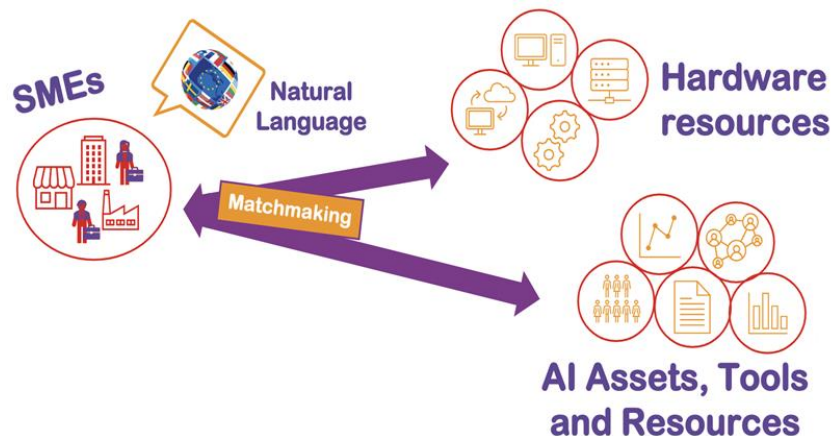 SMEs
Natural
Language
Matchmaking
Hardware
resources
AI Assets, Tools
and Resources